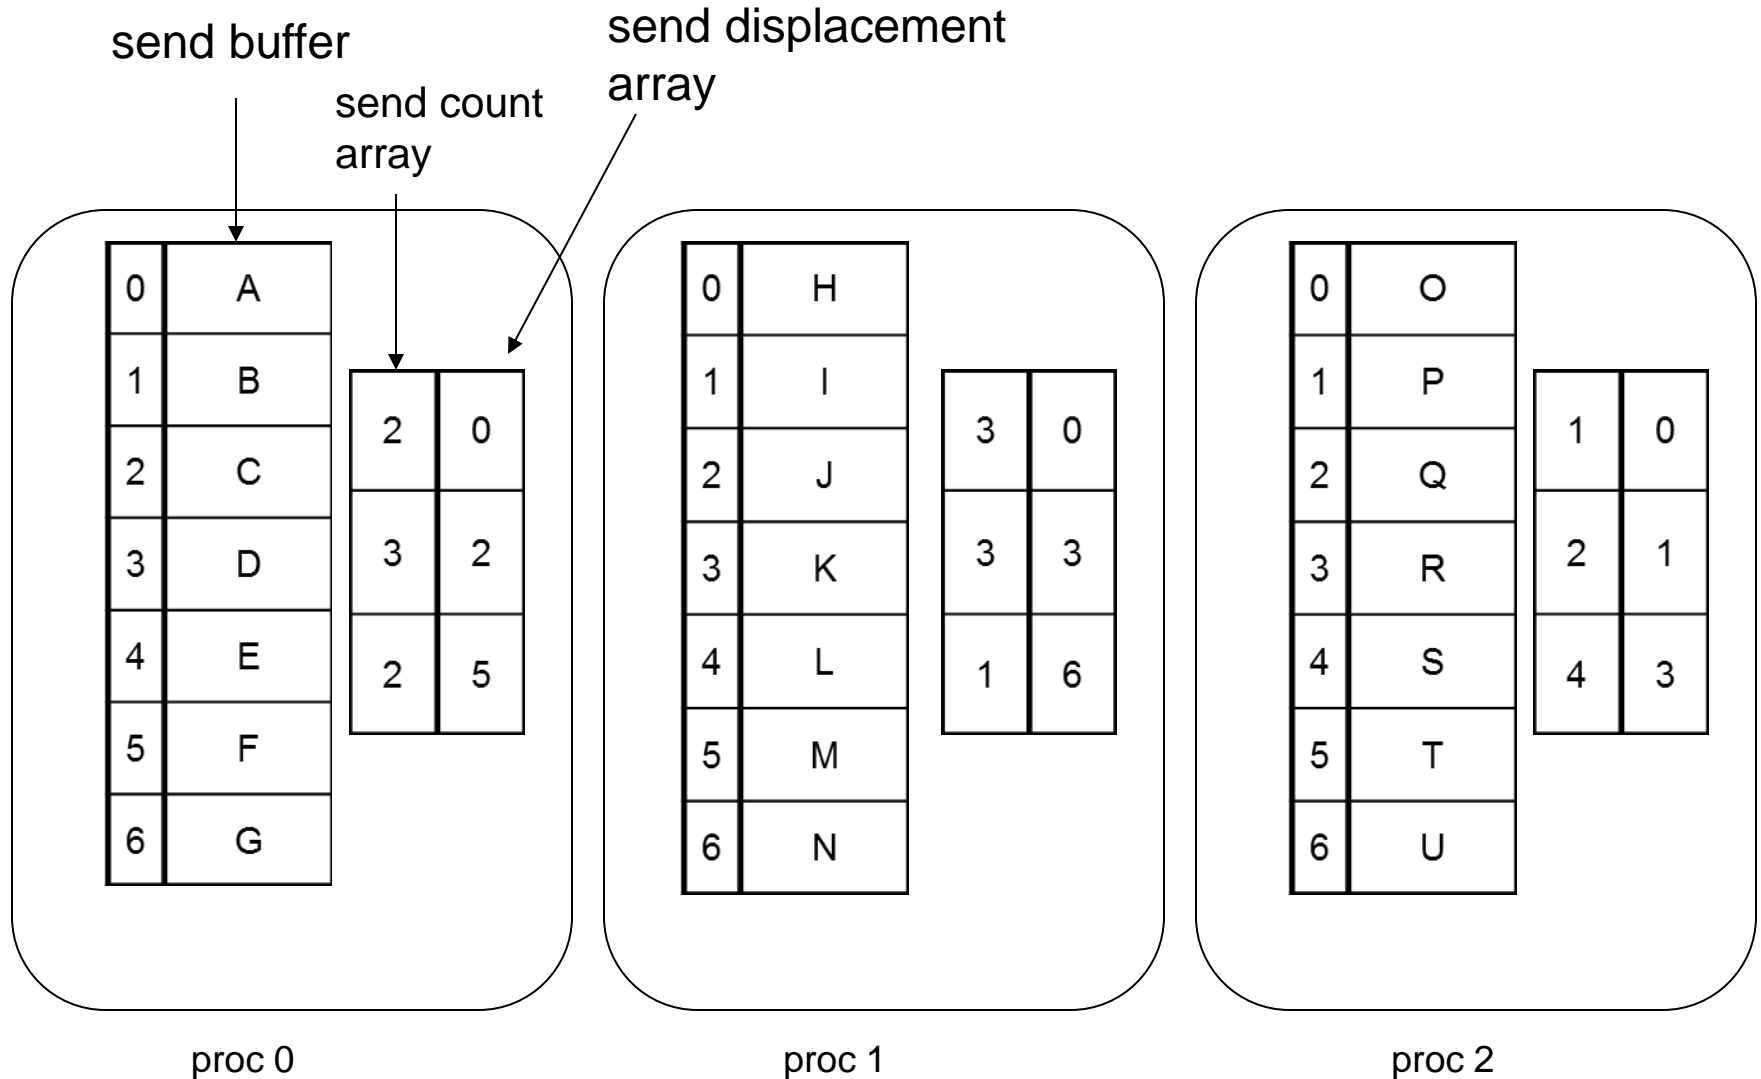 send buffer
send count
array
send displacement
array
0 A
1 B
2 C
3 D
4 E
5 F
6 G
2 0
3 2
2 5
0 H
1 I
2 J
3 K
4 L
5 M
6 N
3 0
3 3
1 6
0 O
1 P
2 Q
3 R
4 S
5 T
6 U
1 0
2 1
4 3
proc 0
proc 1
proc 2